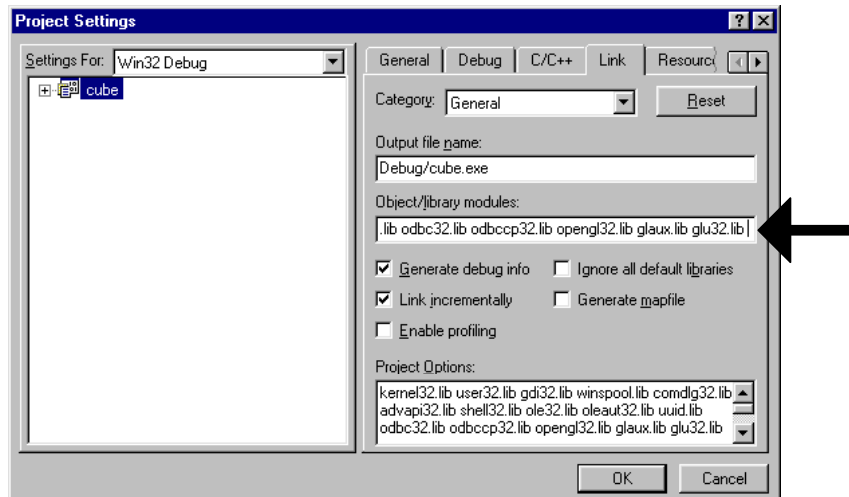 Project Settings
Settings For: Win32 Debug
cube
General Debug C/C++ Link
Category: General Reset
Output file name:
Debug/cube.exe
Object/library modules:
.lib odbc32.lib odbccp32.lib opengl32.lib glaux.lib glu32.lib
Generate debug info Ignore all default libraries
Link incrementally Generate mapfile
Enable profiling
Project Options:
kernel32.lib user32.lib gdi32.lib winspool.lib comdlg32.lib
advapi32.lib shell32.lib ole32.lib oleaut32.lib uuid.lib
odbc32.lib odbccp32.lib opengl32.lib glaux.lib glu32.lib
OK Cancel